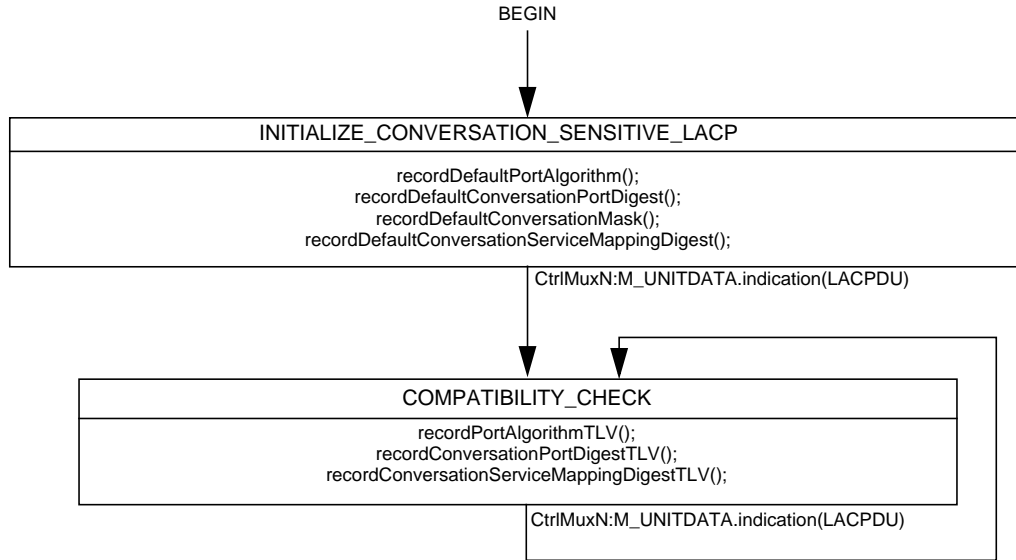 BEGIN
INITIALIZE_CONVERSATION_SENSITIVE_LACP
recordDefaultPortAlgorithm();
recordDefaultConversationPortDigest();
recordDefaultConversationMask();
recordDefaultConversationServiceMappingDigest();
CtrlMuxN:M_UNITDATA.indication(LACPDU)
COMPATIBILITY_CHECK
recordPortAlgorithmTLV();
recordConversationPortDigestTLV();
recordConversationServiceMappingDigestTLV();
CtrlMuxN:M_UNITDATA.indication(LACPDU)